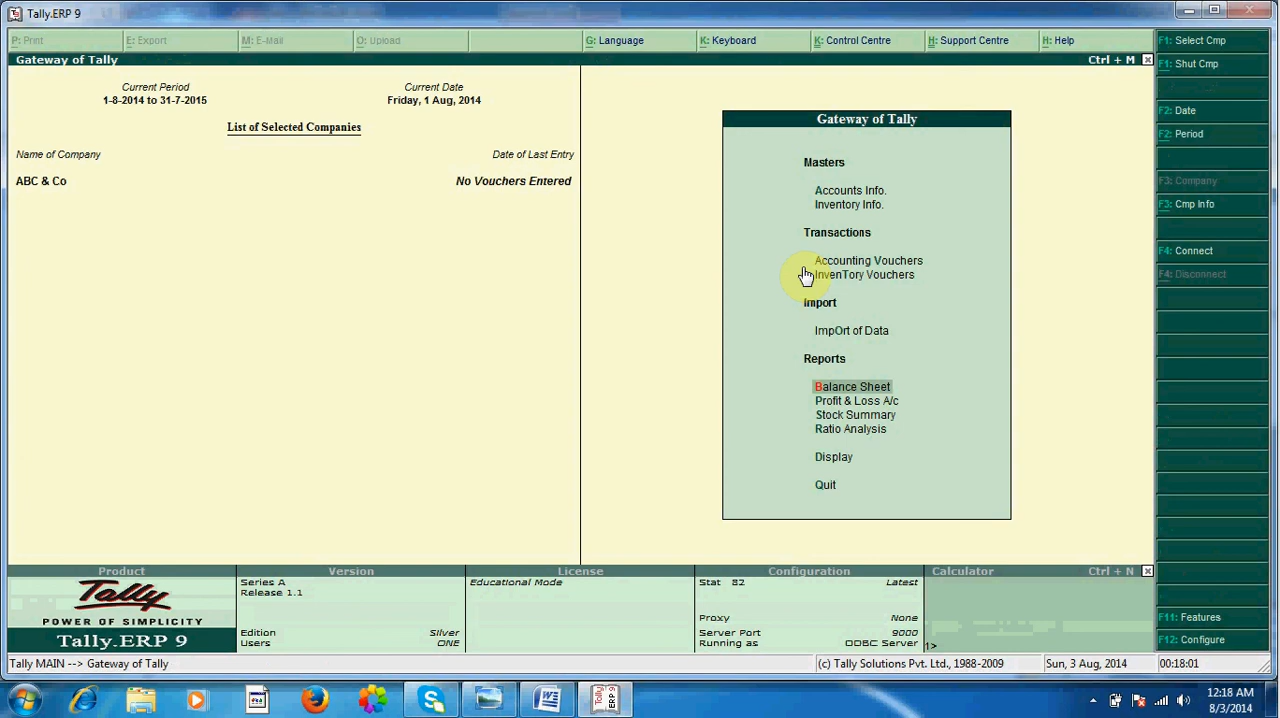 Tally.ERP 9
P: Print
E: Export
M: E-Mail
O: Upload
G: Language
K: Keyboard
K: Control Centre
H: Support Centre
H: Help
Gateway of Tally
Ctrl + M
Current Period
1-8-2014 to 31-7-2015
Current Date
Friday, 1 Aug, 2014
List of Selected Companies
Name of Company
Date of Last Entry
ABC & Co
No Vouchers Entered
Gateway of Tally
Masters
Accounts Info.
Inventory Info.
Transactions
Accounting Vouchers
InvenTory Vouchers
Import
ImpOrt of Data
Reports
Balance Sheet
Profit & Loss A/c
Stock Summary
Ratio Analysis
Display
Quit
F1: Select Cmp
F1: Shut Cmp
F2: Date
F2: Period
F3: Company
F3: Cmp Info
F4: Connect
F4: Disconnect
F11: Features
F12: Configure
Product
Tally
POWER OF SIMPLICITY
Tally.ERP 9
Version
Series A
Release 1.1
Edition Silver
Users ONE
License
Educational Mode
Configuration
Stat 82 Latest
Proxy None
Server Port 9000
Running as ODBC Server
Calculator
Ctrl + N
1>
Tally MAIN --> Gateway of Tally
(c) Tally Solutions Pvt. Ltd., 1988-2009
Sun, 3 Aug, 2014
00:18:01
Tally
ERP 9
12:18 AM
8/3/2014